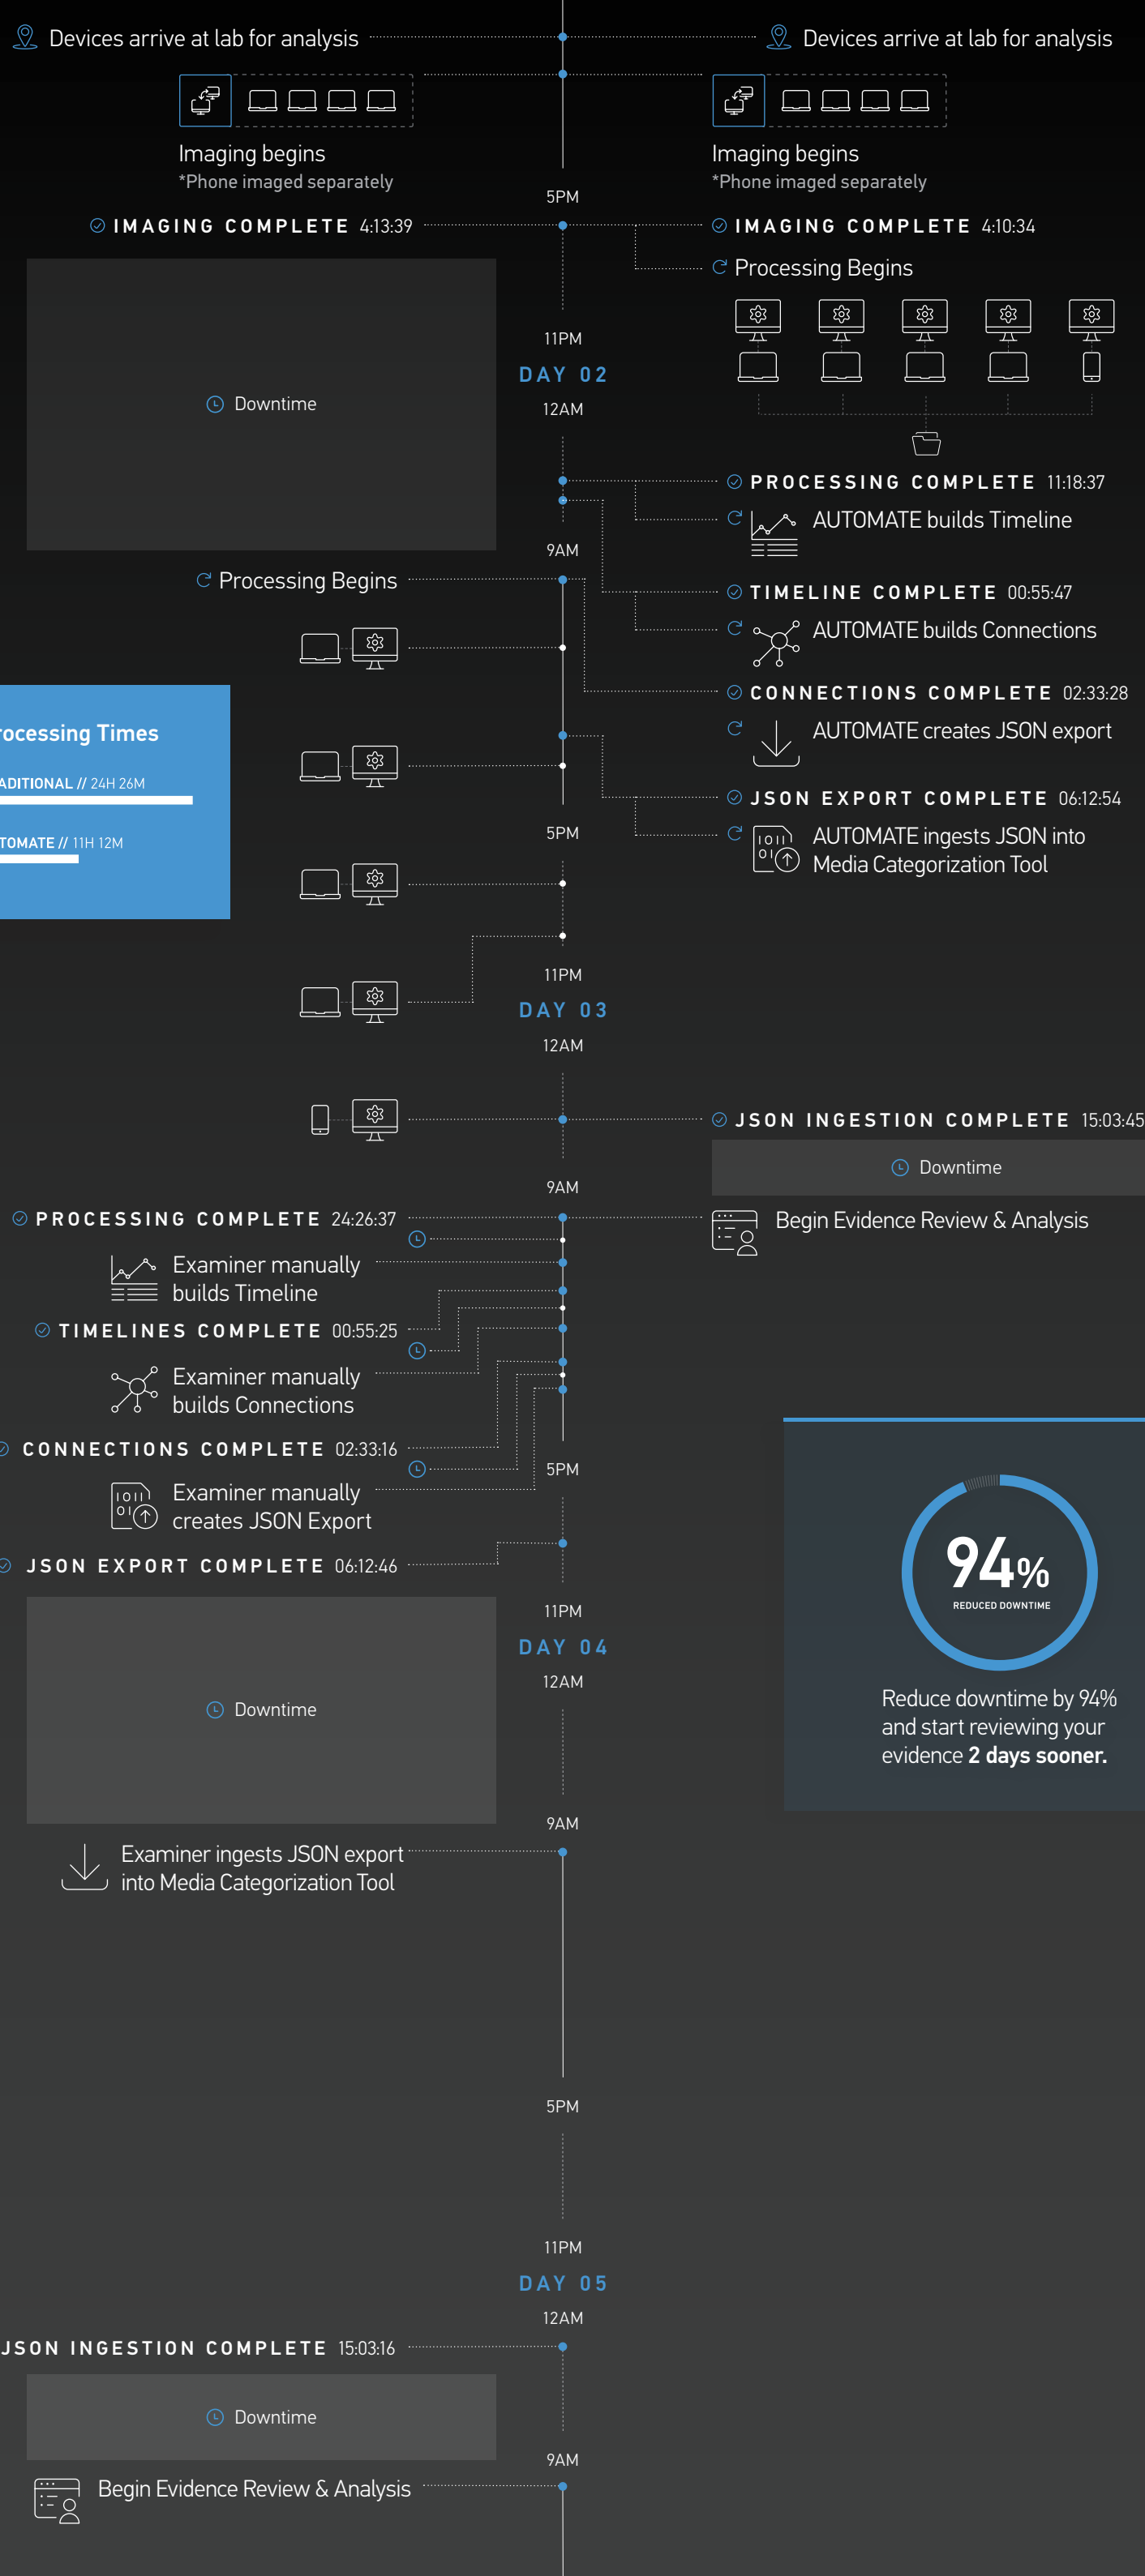 Devices arrive at lab for analysis
Devices arrive at lab for analysis
Imaging begins
*Phone imaged separately
Imaging begins
*Phone imaged separately
5PM
IMAGING COMPLETE 4:13:39
IMAGING COMPLETE 4:10:34
Processing Begins
11PM
DAY 02
12AM
Downtime
PROCESSING COMPLETE 11:18:37
AUTOMATE builds Timeline
9AM
Processing Begins
TIMELINE COMPLETE 00:55:47
AUTOMATE builds Connections
CONNECTIONS COMPLETE 02:33:28
AUTOMATE creates JSON export
rocessing Times
ADITIONAL // 24H 26M
TOMATE // 11H 12M
JSON EXPORT COMPLETE 06:12:54
5PM
AUTOMATE ingests JSON into
Media Categorization Tool
11PM
DAY 03
12AM
JSON INGESTION COMPLETE 15:03:45
Downtime
9AM
PROCESSING COMPLETE 24:26:37
Begin Evidence Review & Analysis
Examiner manually
builds Timeline
TIMELINES COMPLETE 00:55:25
Examiner manually
builds Connections
CONNECTIONS COMPLETE 02:33:16
5PM
Examiner manually
creates JSON Export
JSON EXPORT COMPLETE 06:12:46
94%
REDUCED DOWNTIME
Reduce downtime by 94%
and start reviewing your
evidence 2 days sooner.
11PM
DAY 04
12AM
Downtime
9AM
Examiner ingests JSON export
into Media Categorization Tool
5PM
11PM
DAY 05
12AM
JSON INGESTION COMPLETE 15:03:16
Downtime
9AM
Begin Evidence Review & Analysis